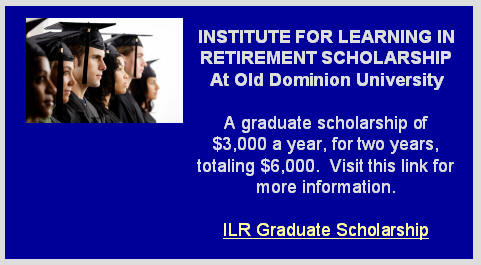 INSTITUTE FOR LEARNING IN
RETIREMENT SCHOLARSHIP
At Old Dominion University
A graduate scholarship of
$3,000 a year, for two years,
totaling $6,000.  Visit this link for
more information.
ILR Graduate Scholarship